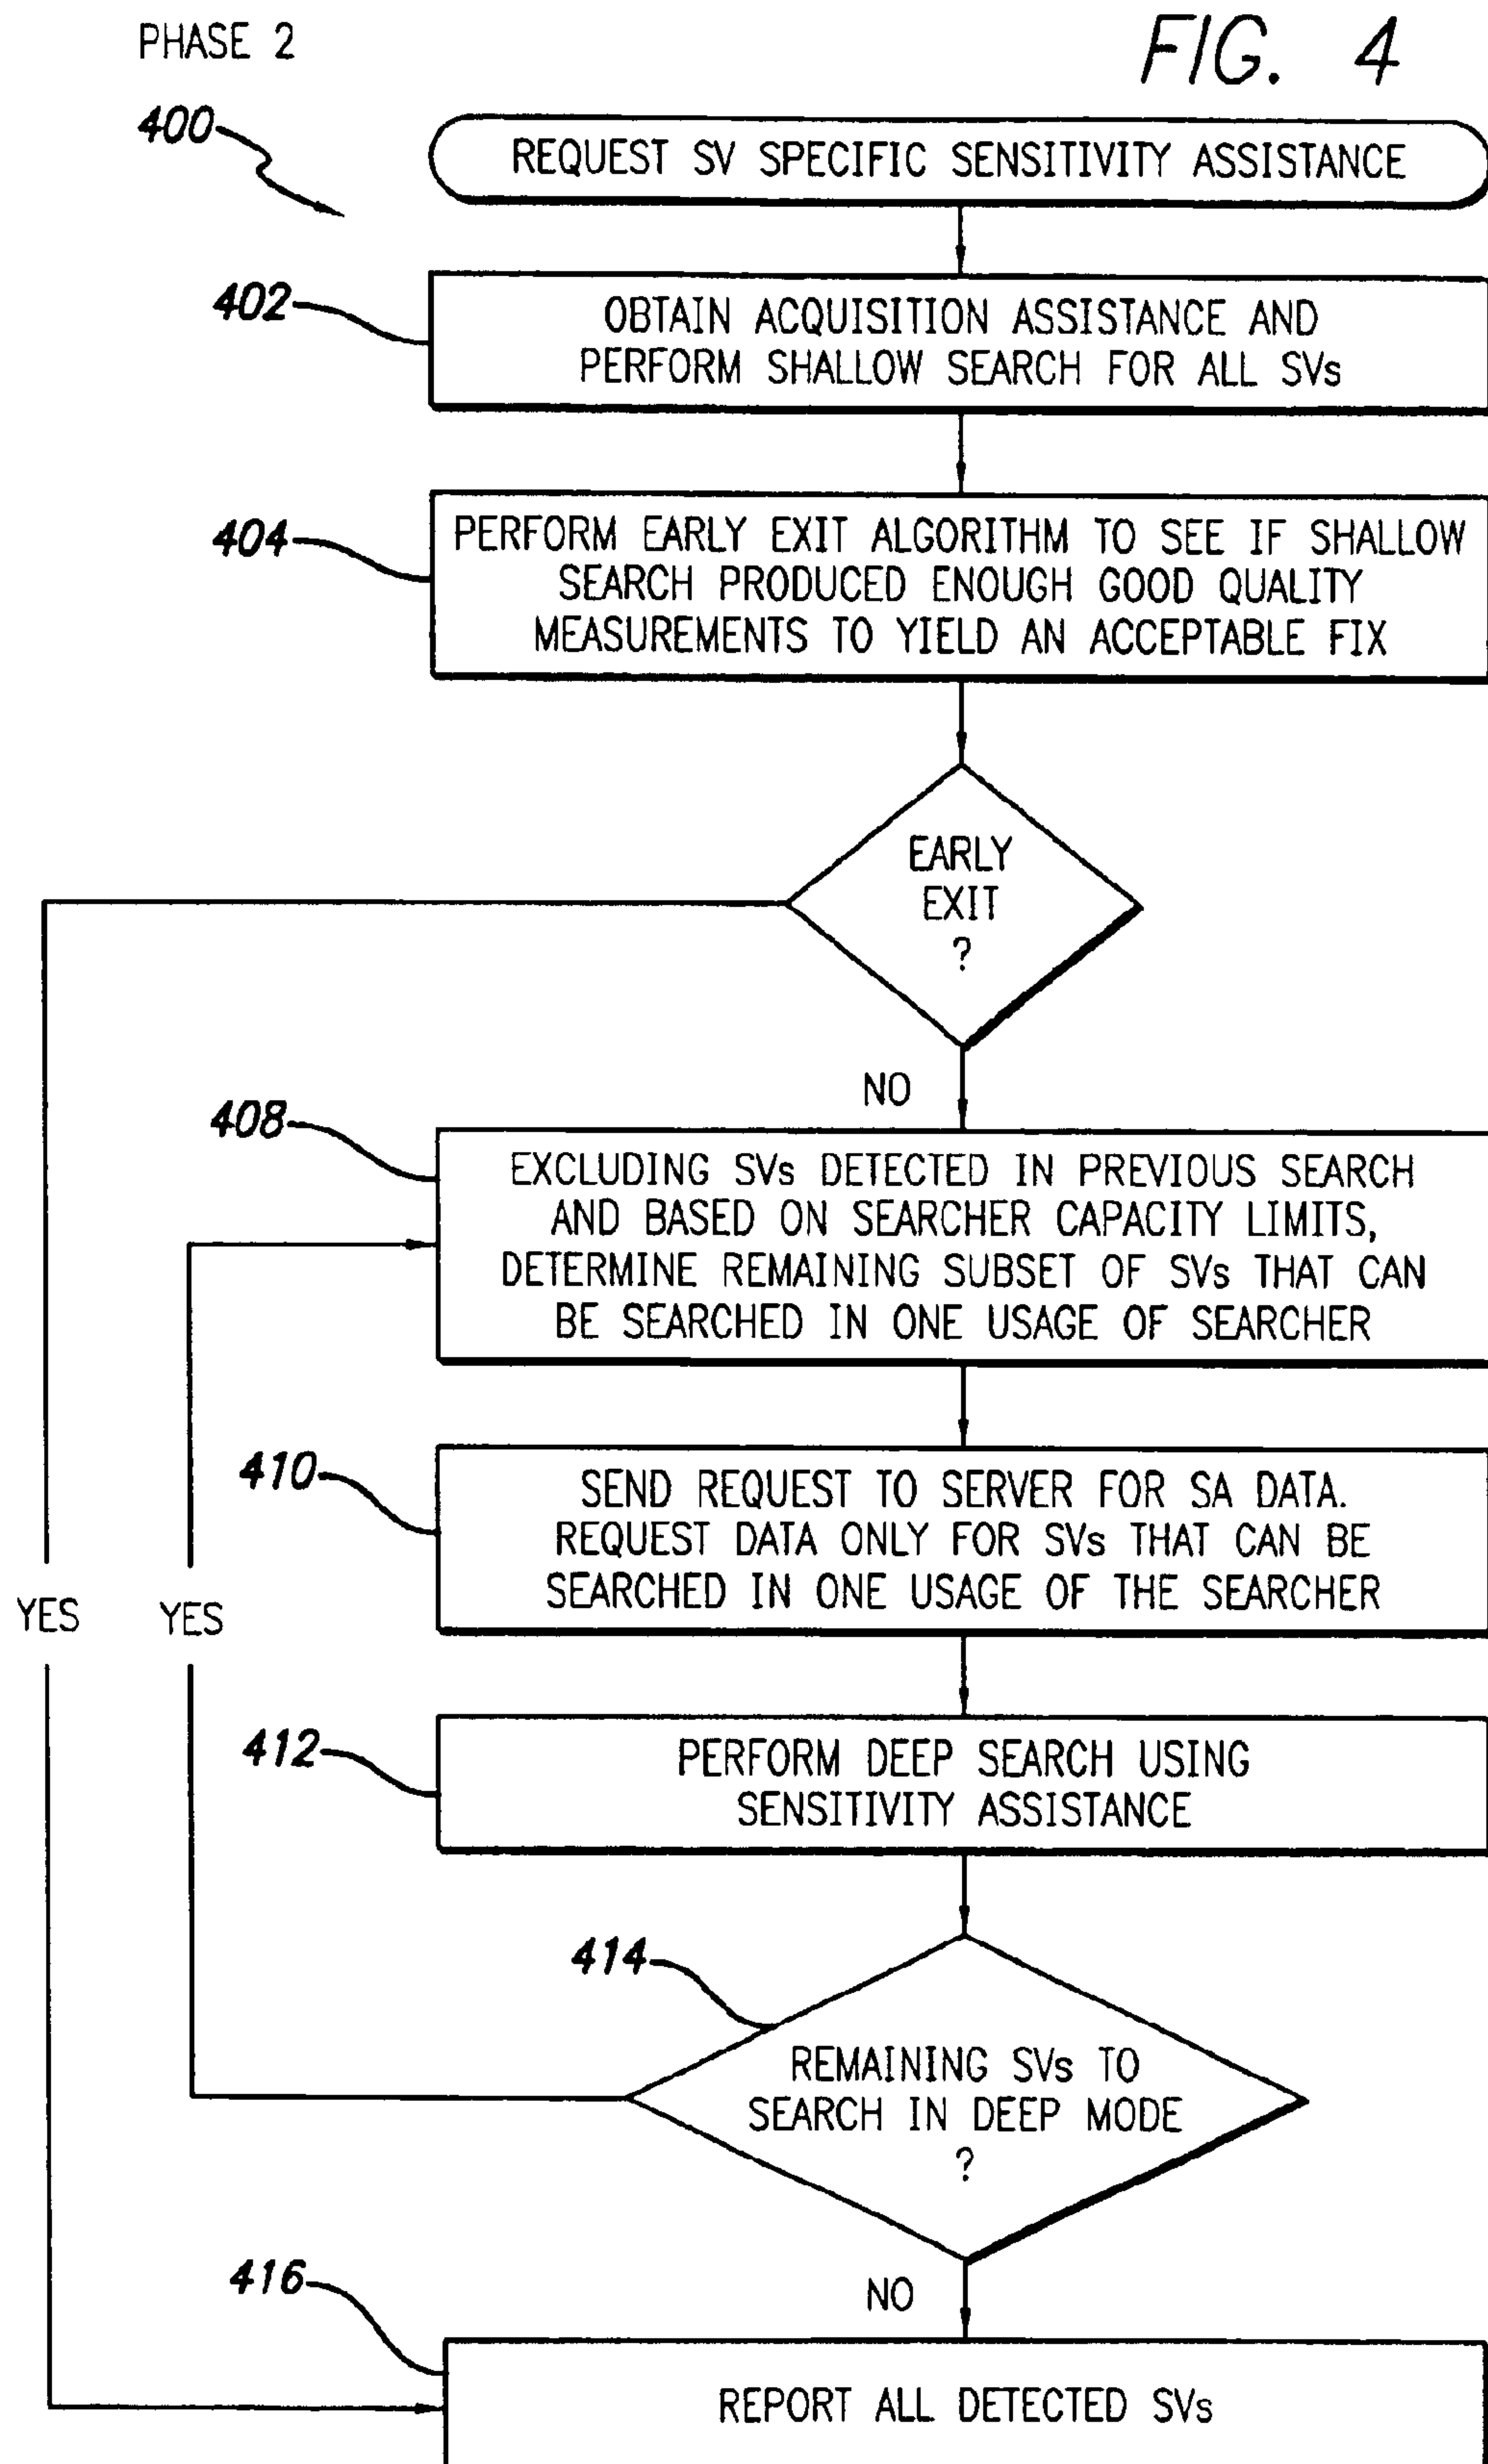 PHASE 2
FIG. 4
400
REQUEST SV SPECIFIC SENSITIVITY ASSISTANCE
402
OBTAIN ACQUISITION ASSISTANCE AND
PERFORM SHALLOW SEARCH FOR ALL SVs
404
PERFORM EARLY EXIT ALGORITHM TO SEE IF SHALLOW
SEARCH PRODUCED ENOUGH GOOD QUALITY
MEASUREMENTS TO YIELD AN ACCEPTABLE FIX
EARLY
EXIT
?
NO
408
EXCLUDING SVs DETECTED IN PREVIOUS SEARCH
AND BASED ON SEARCHER CAPACITY LIMITS,
DETERMINE REMAINING SUBSET OF SVs THAT CAN
BE SEARCHED IN ONE USAGE OF SEARCHER
410
SEND REQUEST TO SERVER FOR SA DATA.
REQUEST DATA ONLY FOR SVs THAT CAN BE
SEARCHED IN ONE USAGE OF THE SEARCHER
YES
YES
412
PERFORM DEEP SEARCH USING
SENSITIVITY ASSISTANCE
414
REMAINING SVs TO
SEARCH IN DEEP MODE
?
NO
416
REPORT ALL DETECTED SVs